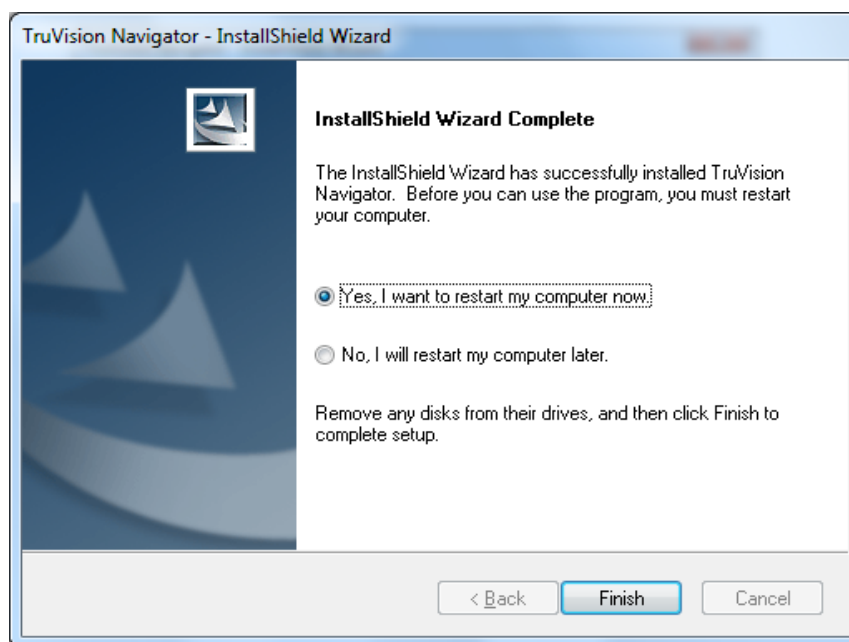 TruVision Navigator - InstallShield Wizard
InstallShield Wizard Complete
The InstallShield Wizard has successfully installed TruVision
Navigator.  Before you can use the program, you must restart
your computer.
Yes, I want to restart my computer now.
No, I will restart my computer later.
Remove any disks from their drives, and then click Finish to
complete setup.
< Back
Finish
Cancel